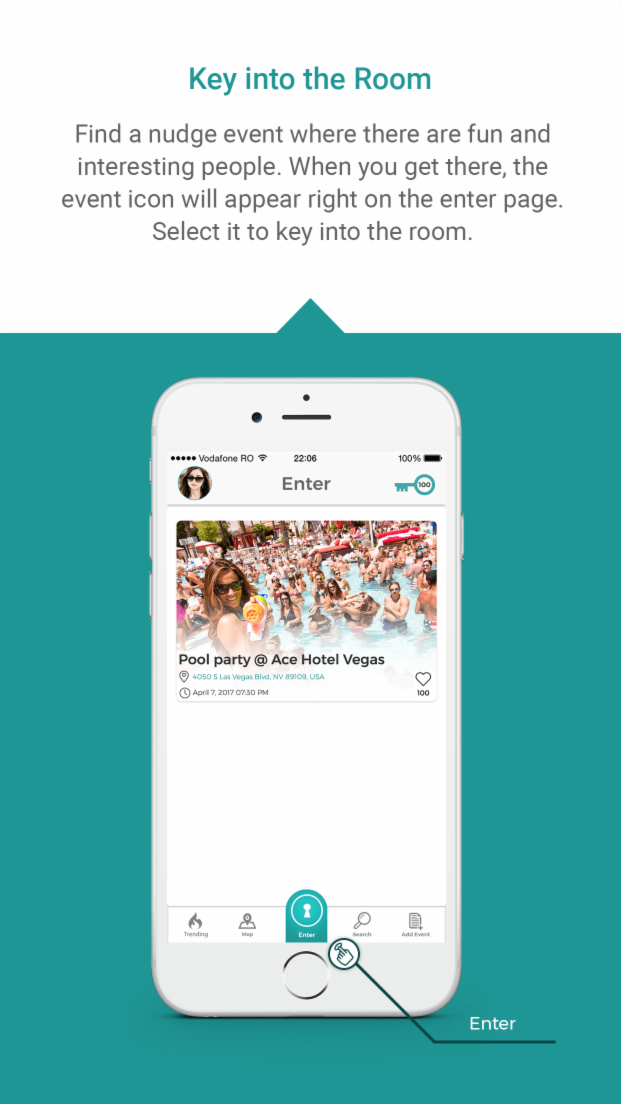 Key into the Room
Find a nudge event where there are fun and
interesting people. When you get there, the
event icon will appear right on the enter page.
Select it to key into the room.
Vodafone RO 22:06 100%
Enter 100
Pool party @ Ace Hotel Vegas
4050 S Las Vegas Blvd, NV 89109, USA
April 7, 2017 07:30 PM 100
Trending Map Enter Search Add Event
Enter